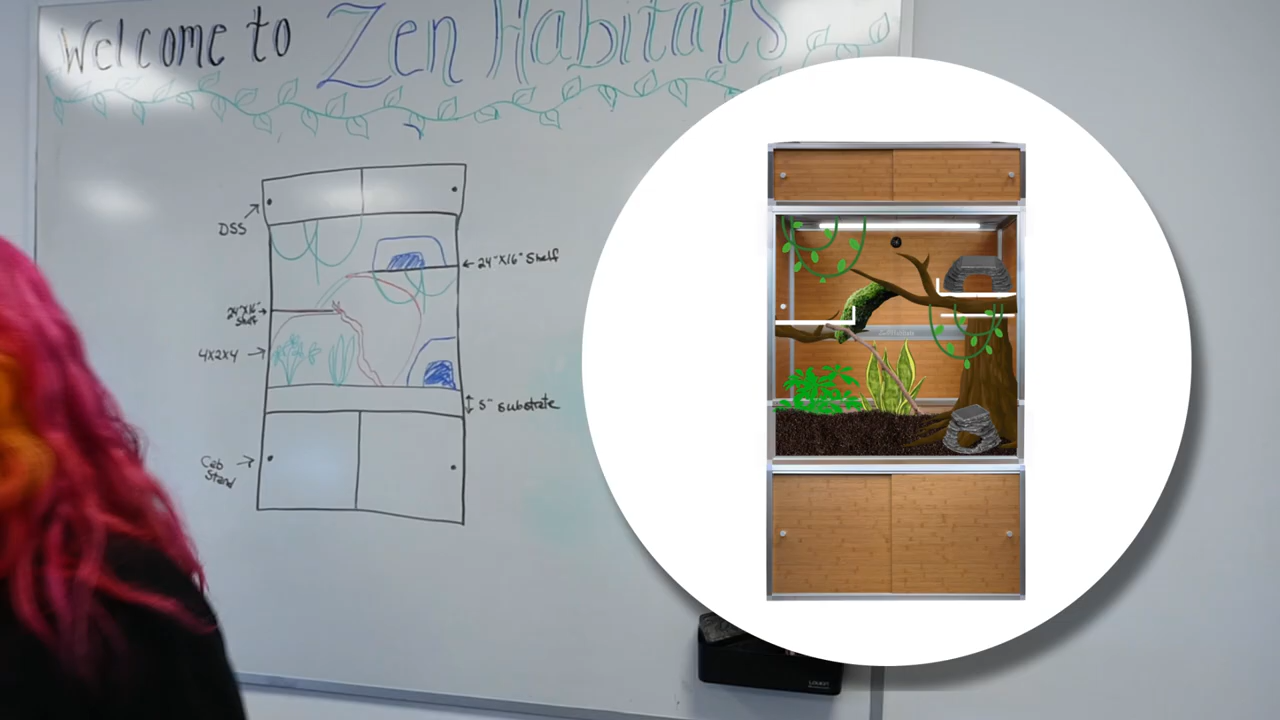 Welcome to Zen Habitats
DSS
24"X16" Shelf
24"X16"
Shelf
4X2X4
5" Substrate
Cab
Stand